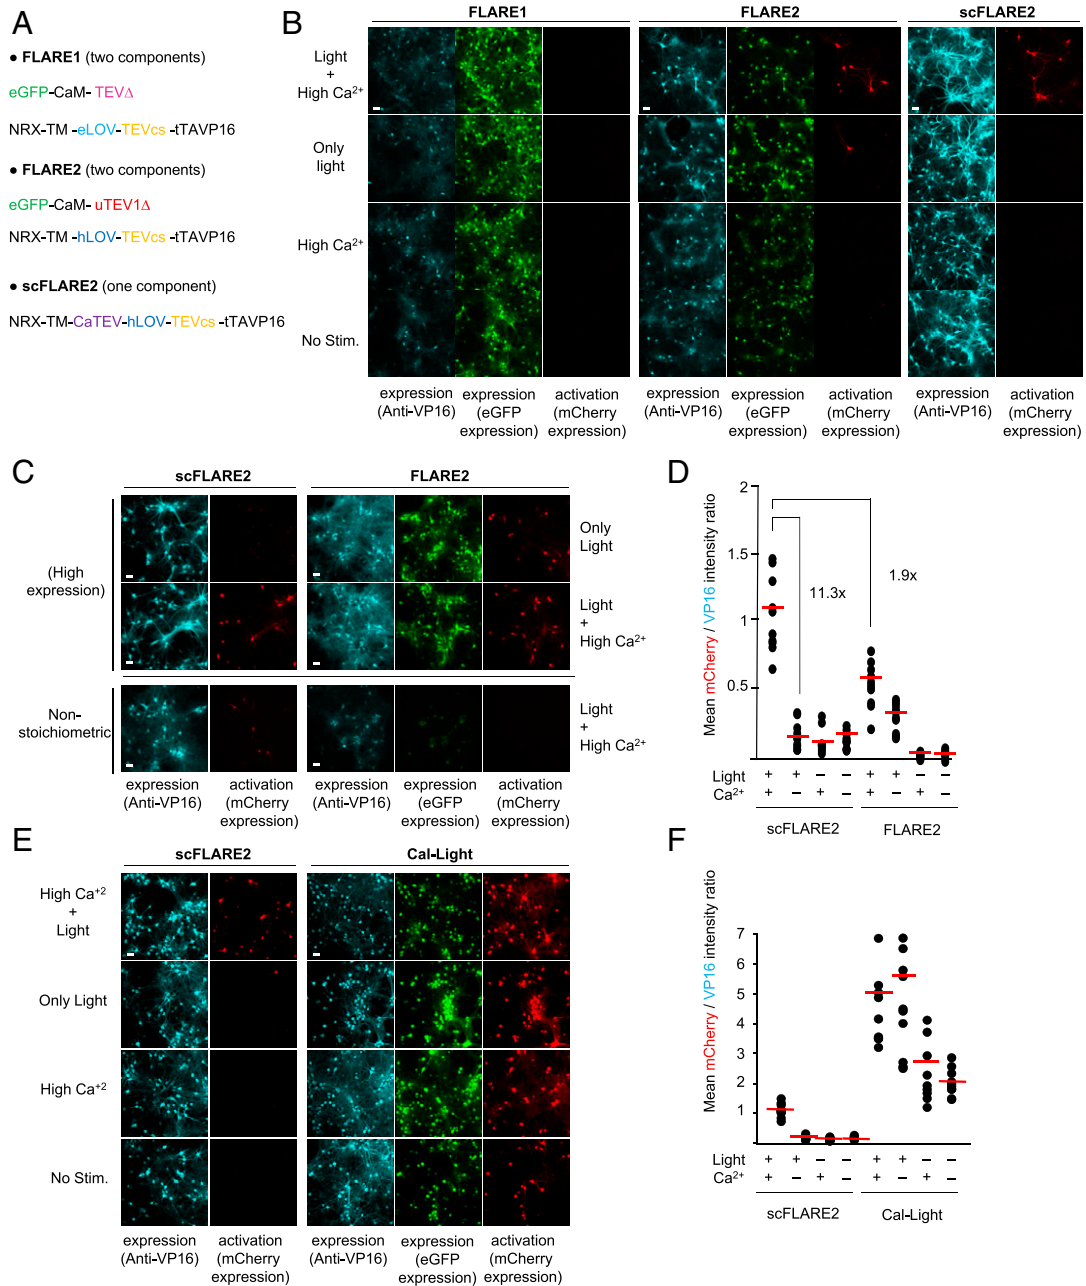 A
● FLARE1 (two components)
eGFP-CaM- TEVΔ
NRX-TM -eLOV-TEVcs -tTAVP16
● FLARE2 (two components)
eGFP-CaM- uTEV1Δ
NRX-TM -hLOV-TEVcs-tTAVP16
● scFLARE2 (one component)
NRX-TM-CaTEV-hLOV-TEVcs -tTAVP16
B
FLARE1 FLARE2 scFLARE2
Light
+
High Ca²⁺
Only
light
High Ca²⁺
No Stim.
expression
(Anti-VP16)
expression
(eGFP
expression)
activation
(mCherry
expression)
expression
(Anti-VP16)
expression
(eGFP
expression)
activation
(mCherry
expression)
expression
(Anti-VP16)
activation
(mCherry
expression)
C
scFLARE2 FLARE2
(High
expression)
Only
Light
Light
+
High Ca²⁺
Non-
stoichiometric
Light
+
High Ca²⁺
expression
(Anti-VP16)
activation
(mCherry
expression)
expression
(Anti-VP16)
expression
(eGFP
expression)
activation
(mCherry
expression)
D
Mean mCherry / VP16 intensity ratio
2
1.5
1
0.5
11.3x
1.9x
Light + + − − + + − −
Ca²⁺ + − + − + − + −
scFLARE2 FLARE2
E
scFLARE2 Cal-Light
High Ca⁺²
+
Light
Only Light
High Ca⁺²
No Stim.
expression
(Anti-VP16)
activation
(mCherry
expression)
expression
(Anti-VP16)
expression
(eGFP
expression)
activation
(mCherry
expression)
F
Mean mCherry / VP16 intensity ratio
7
6
5
4
3
2
1
Light + + − − + + − −
Ca²⁺ + − + − + − + −
scFLARE2 Cal-Light